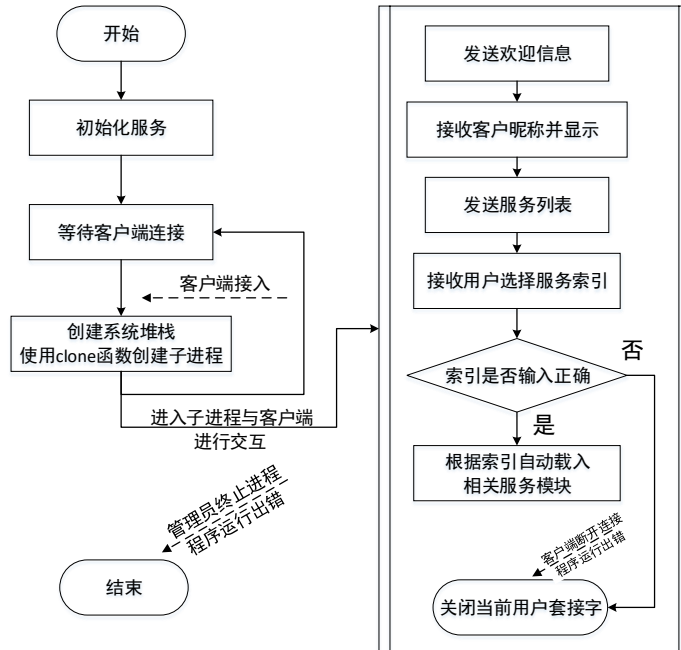 开始
初始化服务
等待客户端连接
客户端接入
创建系统堆栈
使用clone函数创建子进程
进入子进程与客户端
进行交互
管理员终止进程
程序运行出错
结束
发送欢迎信息
接收客户昵称并显示
发送服务列表
接收用户选择服务索引
索引是否输入正确
否
是
根据索引自动载入
相关服务模块
客户端断开连接
程序运行出错
关闭当前用户套接字